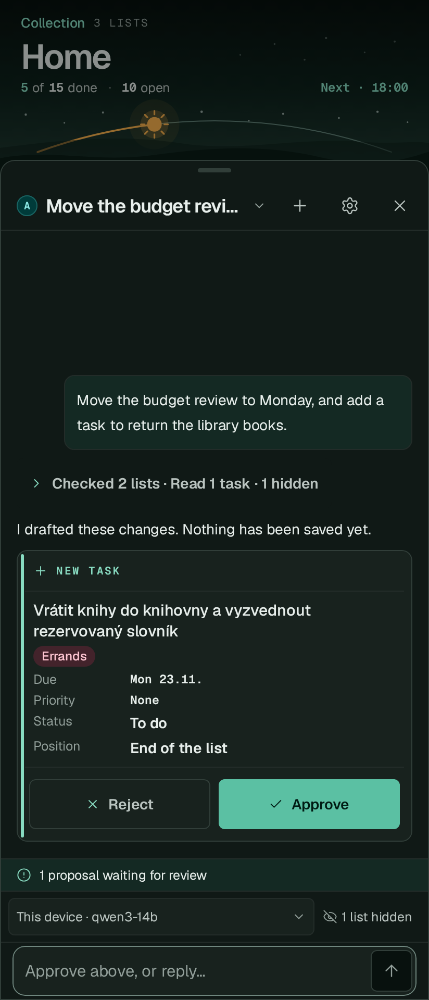 Collection 3 LISTS
Home
5 of 15 done · 10 open
Next · 18:00
A Move the budget revi...
Move the budget review to Monday, and add a
task to return the library books.
Checked 2 lists · Read 1 task · 1 hidden
I drafted these changes. Nothing has been saved yet.
NEW TASK
Vrátit knihy do knihovny a vyzvednout
rezervovaný slovník
Errands
Due Mon 23.11.
Priority None
Status To do
Position End of the list
Reject
Approve
1 proposal waiting for review
This device · qwen3-14b
1 list hidden
Approve above, or reply...